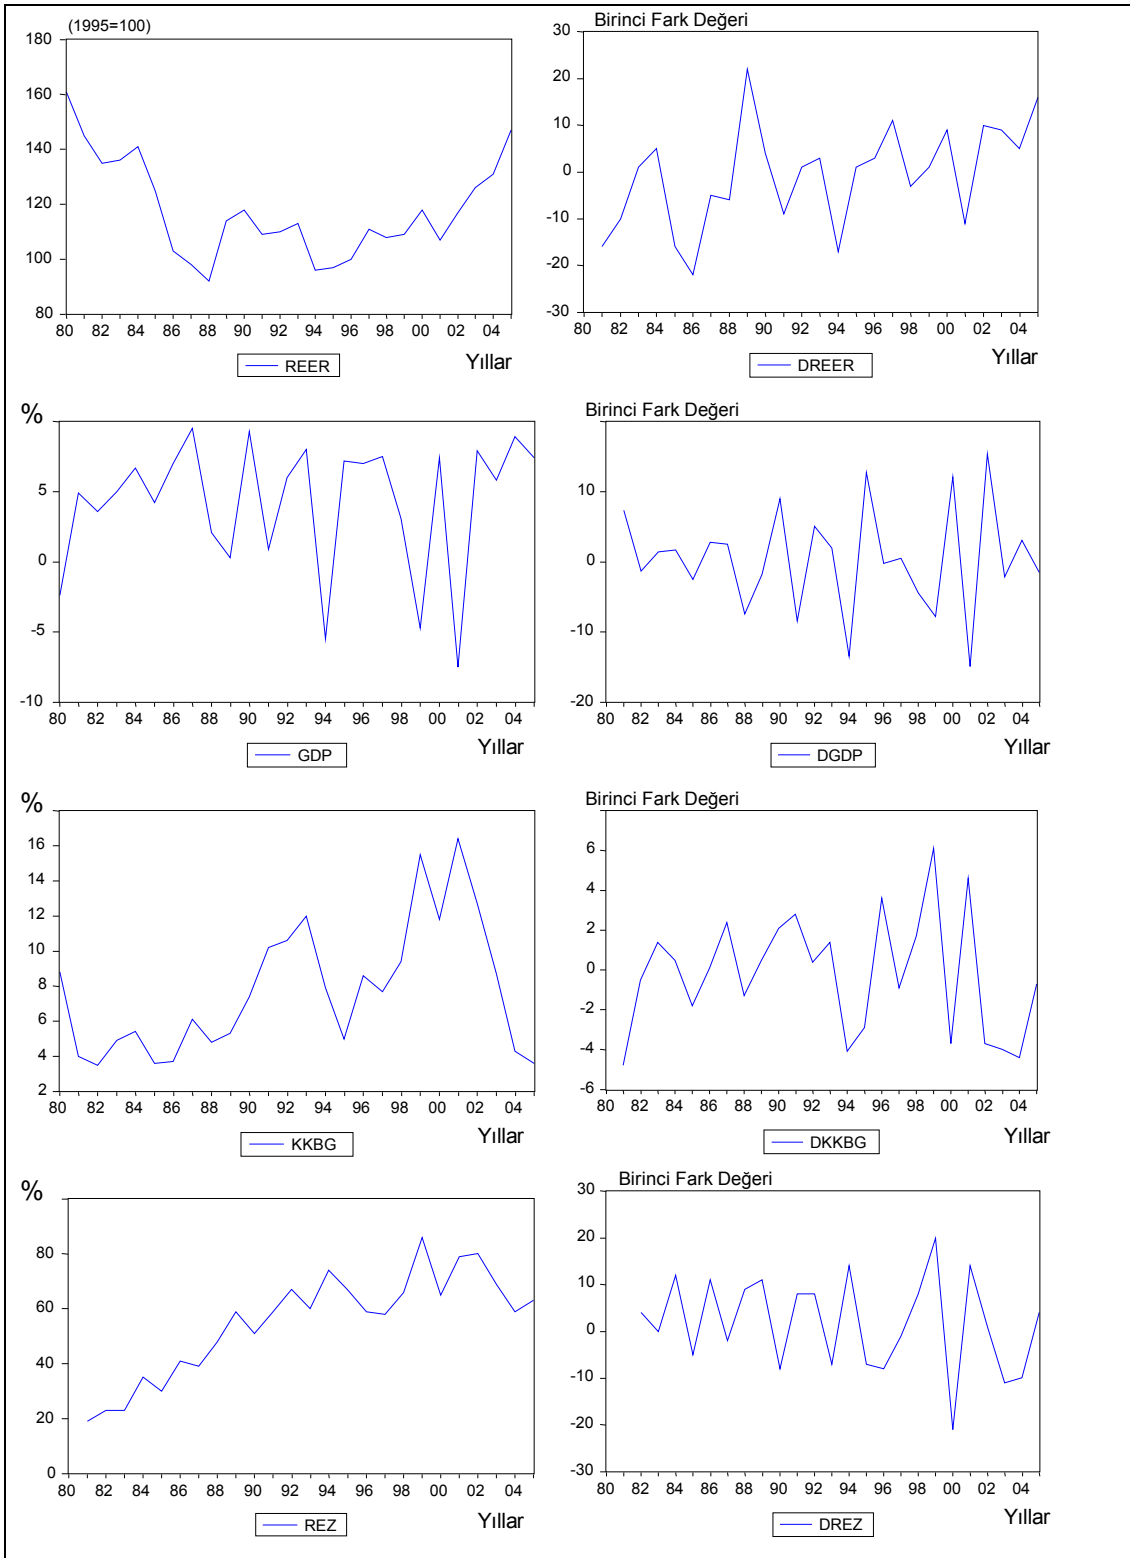 (1995=100)
180
160
140
120
100
80
80 82 84 86 88 90 92 94 96 98 00 02 04
REER
Yıllar
Birinci Fark Değeri
30
20
10
0
-10
-20
-30
80 82 84 86 88 90 92 94 96 98 00 02 04
DREER
Yıllar
%
5
0
-5
-10
80 82 84 86 88 90 92 94 96 98 00 02 04
GDP
Yıllar
Birinci Fark Değeri
10
0
-10
-20
80 82 84 86 88 90 92 94 96 98 00 02 04
DGDP
Yıllar
%
16
14
12
10
8
6
4
2
80 82 84 86 88 90 92 94 96 98 00 02 04
KKBG
Yıllar
Birinci Fark Değeri
6
4
2
0
-2
-4
-6
80 82 84 86 88 90 92 94 96 98 00 02 04
DKKBG
Yıllar
%
80
60
40
20
0
80 82 84 86 88 90 92 94 96 98 00 02 04
REZ
Yıllar
Birinci Fark Değeri
30
20
10
0
-10
-20
-30
80 82 84 86 88 90 92 94 96 98 00 02 04
DREZ
Yıllar